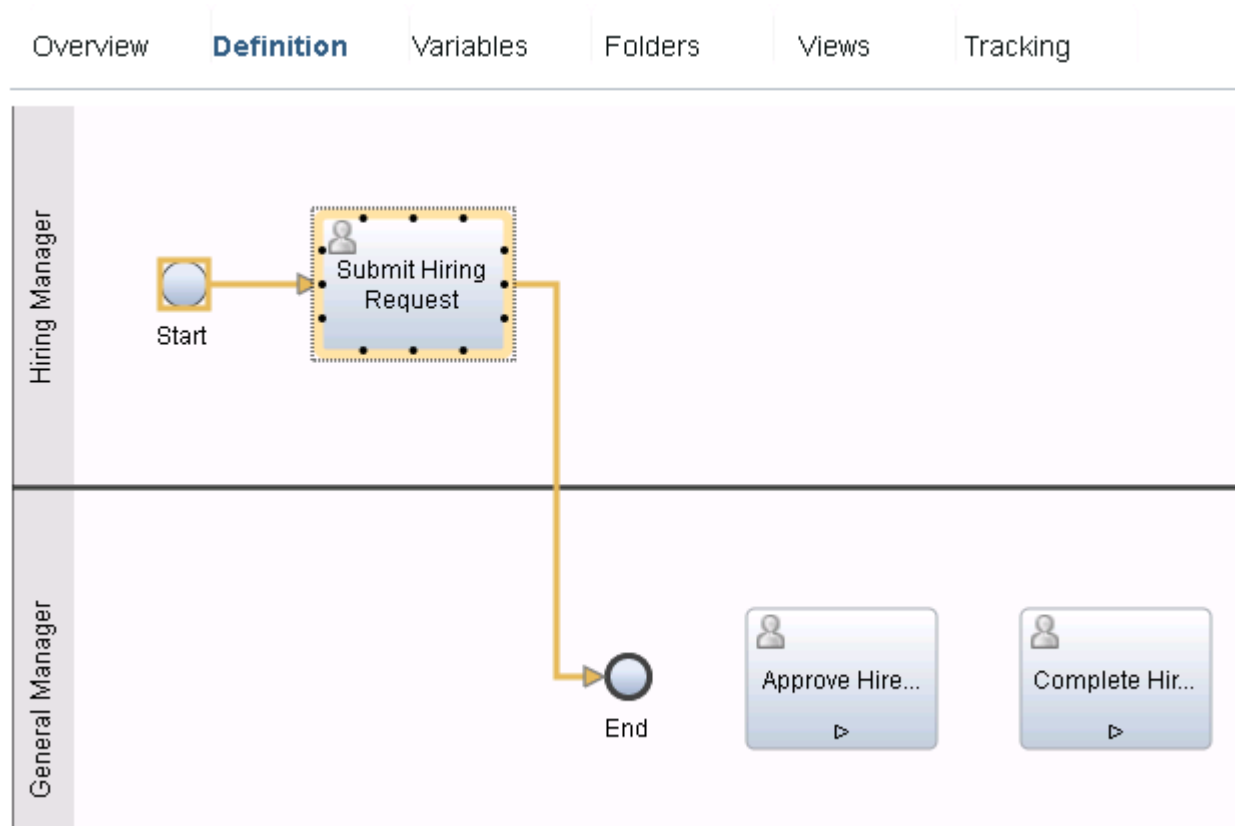 Overview Definition Variables Folders Views Tracking
Hiring Manager
Submit Hiring
Request
Start
General Manager
Approve Hire...
Complete Hir...
End